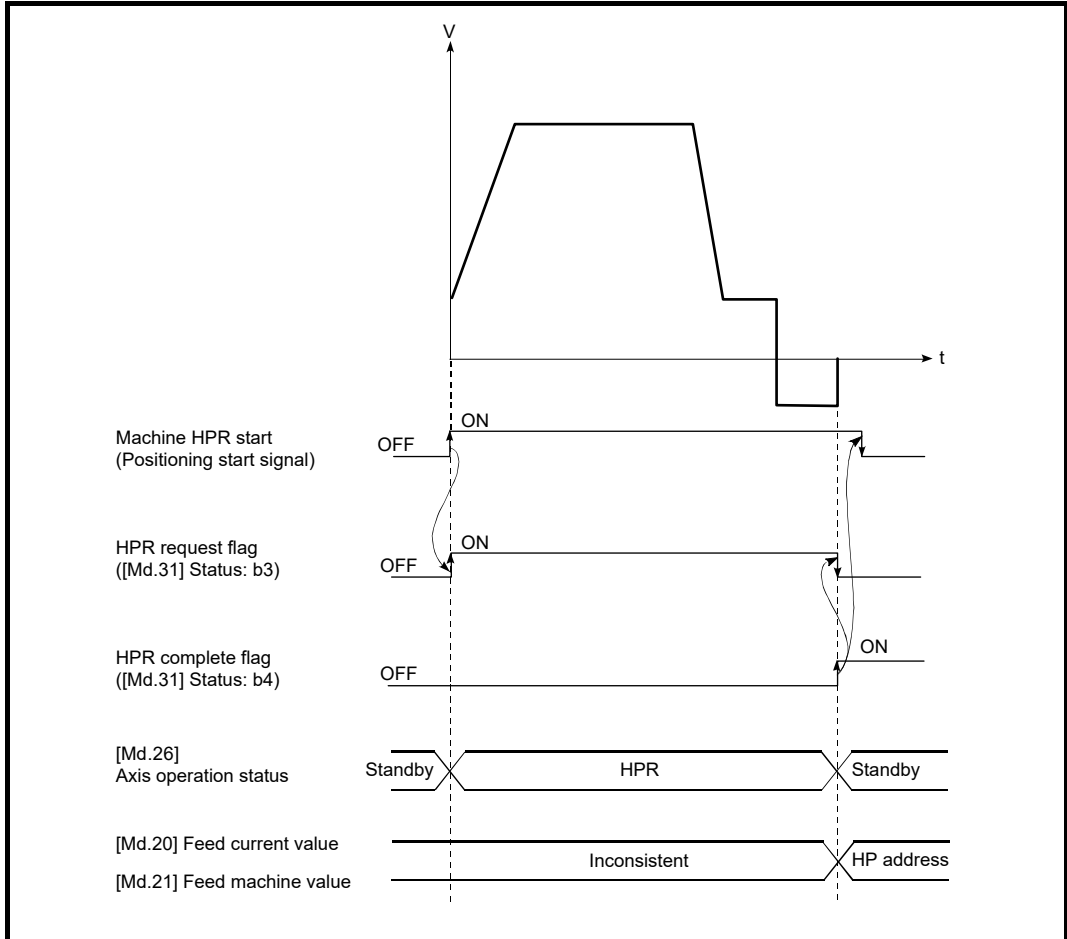 V
t
Machine HPR start
(Positioning start signal)
OFF
ON
HPR request flag
([Md.31] Status: b3)
OFF
ON
HPR complete flag
([Md.31] Status: b4)
OFF
ON
[Md.26]
Axis operation status
Standby
HPR
Standby
[Md.20] Feed current value
Inconsistent
HP address
[Md.21] Feed machine value